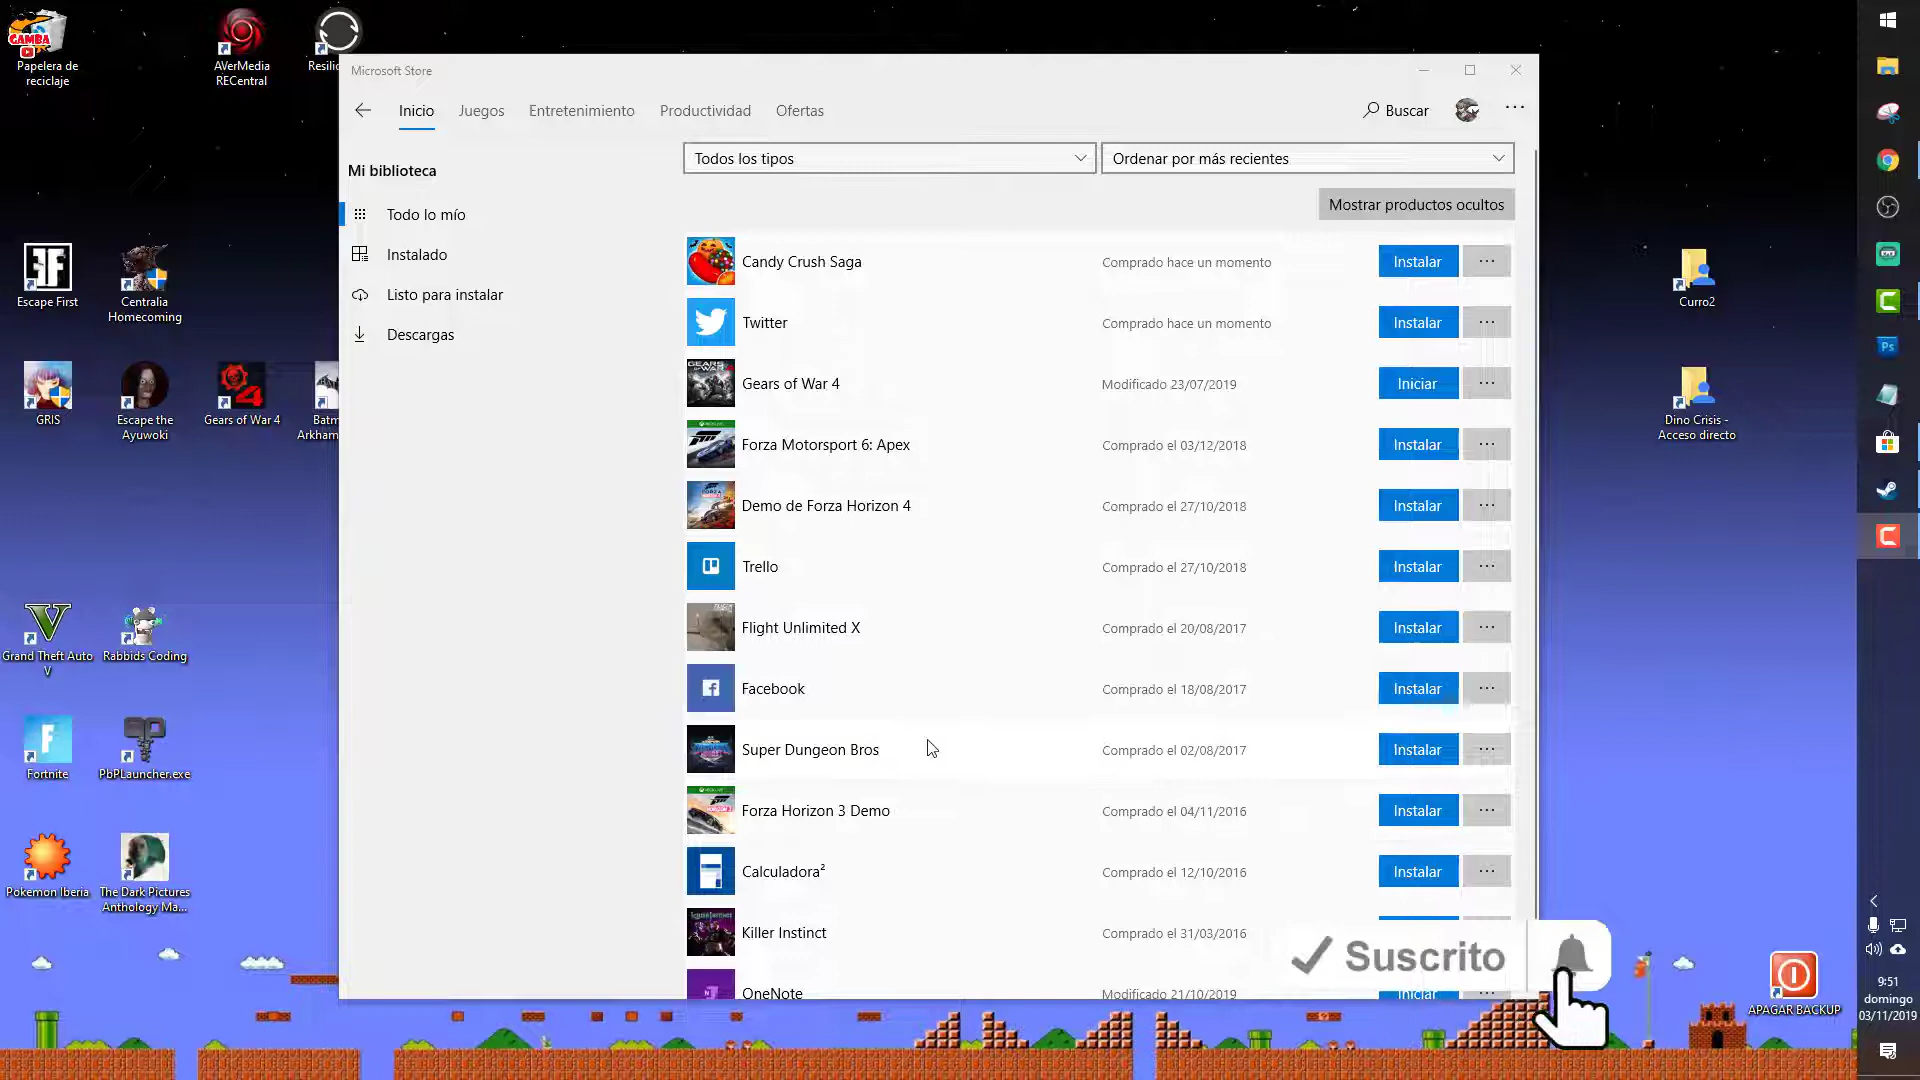 GAMBA
Papelera de
reciclaje
AVerMedia
RECentral
Resilio
Microsoft Store
Inicio
Juegos
Entretenimiento
Productividad
Ofertas
Buscar
Mi biblioteca
Todo lo mío
Instalado
Listo para instalar
Descargas
Todos los tipos
Ordenar por más recientes
Mostrar productos ocultos
Candy Crush Saga
Comprado hace un momento
Instalar
Twitter
Comprado hace un momento
Instalar
Gears of War 4
Modificado 23/07/2019
Iniciar
Forza Motorsport 6: Apex
Comprado el 03/12/2018
Instalar
Demo de Forza Horizon 4
Comprado el 27/10/2018
Instalar
Trello
Comprado el 27/10/2018
Instalar
Flight Unlimited X
Comprado el 20/08/2017
Instalar
Facebook
Comprado el 18/08/2017
Instalar
Super Dungeon Bros
Comprado el 02/08/2017
Instalar
Forza Horizon 3 Demo
Comprado el 04/11/2016
Instalar
Calculadora²
Comprado el 12/10/2016
Instalar
Killer Instinct
Comprado el 31/03/2016
OneNote
Modificado 21/10/2019
Iniciar
Suscrito
Escape First
Centralia
Homecoming
GRIS
Escape the
Ayuwoki
Gears of War 4
Batm
Arkham
Grand Theft Auto
V
Rabbids Coding
Fortnite
PbPLauncher.exe
Pokemon Iberia
The Dark Pictures
Anthology Ma...
Curro2
Dino Crisis -
Acceso directo
APAGAR BACKUP
Ps
9:51
domingo
03/11/2019